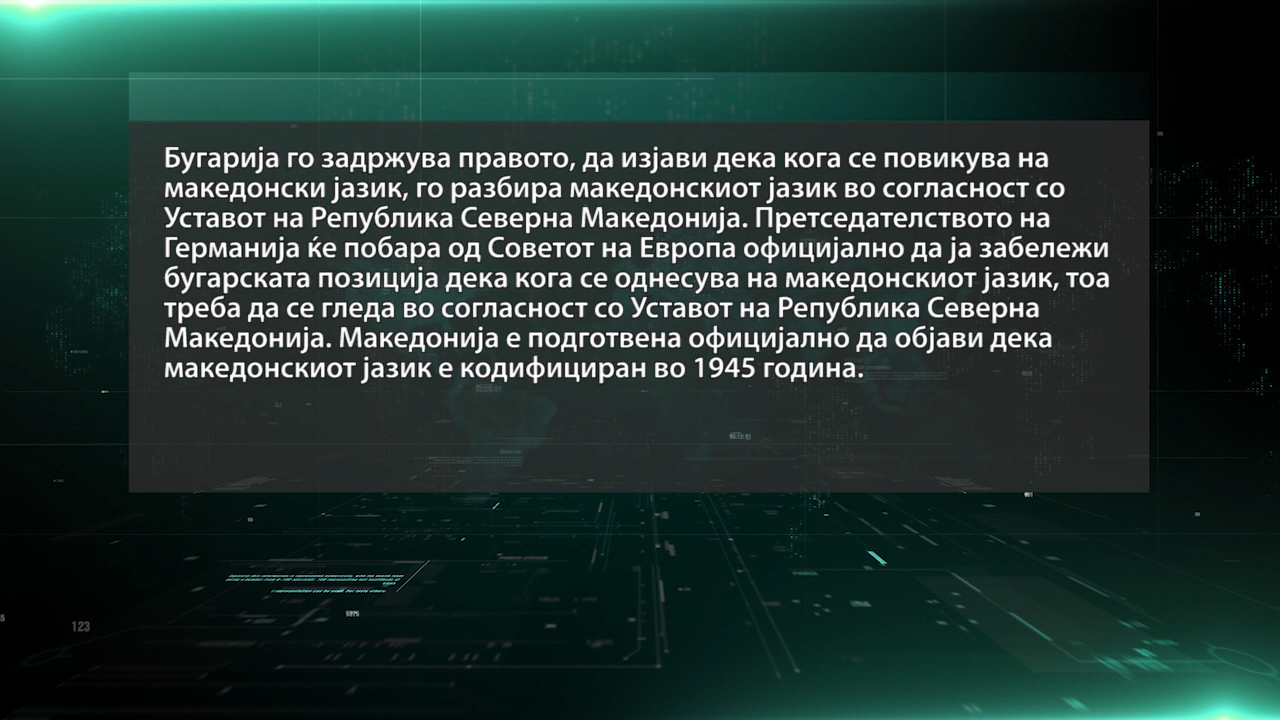 Бугарија го задржува правото, да изјави дека кога се повикува на
македонски јазик, го разбира македонскиот јазик во согласност со
Уставот на Република Северна Македонија. Претседателството на
Германија ќе побара од Советот на Европа официјално да ја забележи
бугарската позиција дека кога се однесува на македонскиот јазик, тоа
треба да се гледа во согласност со Уставот на Република Северна
Македонија. Македонија е подготвена официјално да објави дека
македонскиот јазик е кодифициран во 1945 година.
123